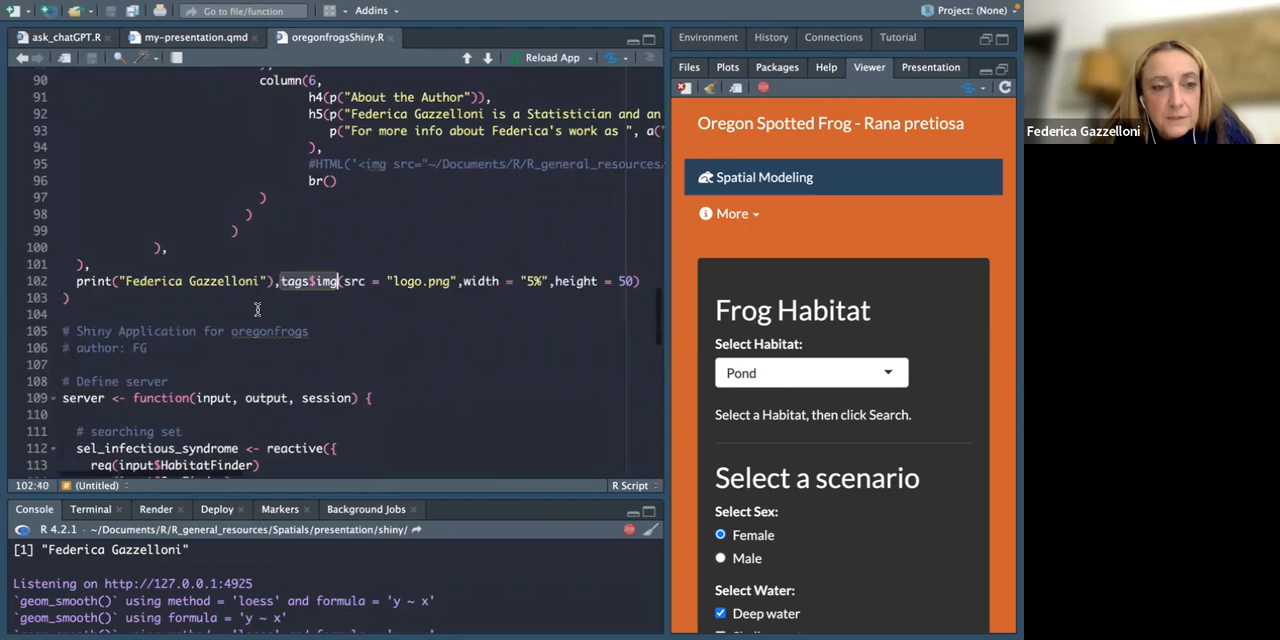 Go to file/function
Addins
Project: (None)
ask_chatGPT.R
my-presentation.qmd
oregonfrogsShiny.R
Reload App
90 column(6,
91 h4(p("About the Author")),
92 h5(p("Federica Gazzelloni is a Statistician and an
93 p("For more info about Federica's work as ", a("
94 ),
95 #HTML('<img src="~/Documents/R/R_general_resources/
96 br()
97 )
98 )
99 )
100 ),
101 ),
102 print("Federica Gazzelloni"),tags$img(src = "logo.png",width = "5%",height = 50)
103 )
104
105 # Shiny Application for oregonfrogs
106 # author: FG
107
108 # Define server
109 server <- function(input, output, session) {
110
111 # searching set
112 sel_infectious_syndrome <- reactive({
113 req(input$HabitatFinder)
102:40 # (Untitled) R Script
Console Terminal Render Deploy Markers Background Jobs
R 4.2.1 · ~/Documents/R/R_general_resources/Spatials/presentation/shiny/
[1] "Federica Gazzelloni"
Listening on http://127.0.0.1:4925
`geom_smooth()` using method = 'loess' and formula = 'y ~ x'
`geom_smooth()` using formula = 'y ~ x'
Environment History Connections Tutorial
Files Plots Packages Help Viewer Presentation
Oregon Spotted Frog - Rana pretiosa
Spatial Modeling
More
Frog Habitat
Select Habitat:
Pond
Select a Habitat, then click Search.
Select a scenario
Select Sex:
Female
Male
Select Water:
Deep water
Federica Gazzelloni